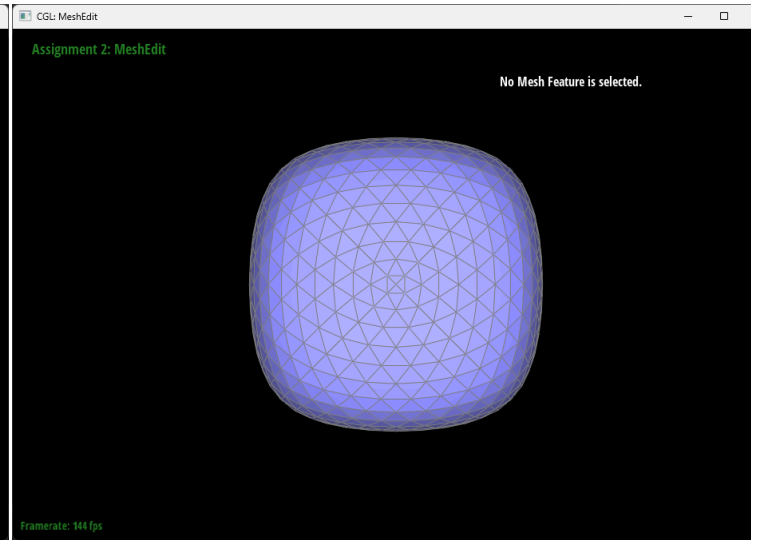 CGL: MeshEdit
Assignment 2: MeshEdit
No Mesh Feature is selected.
Framerate: 144 fps